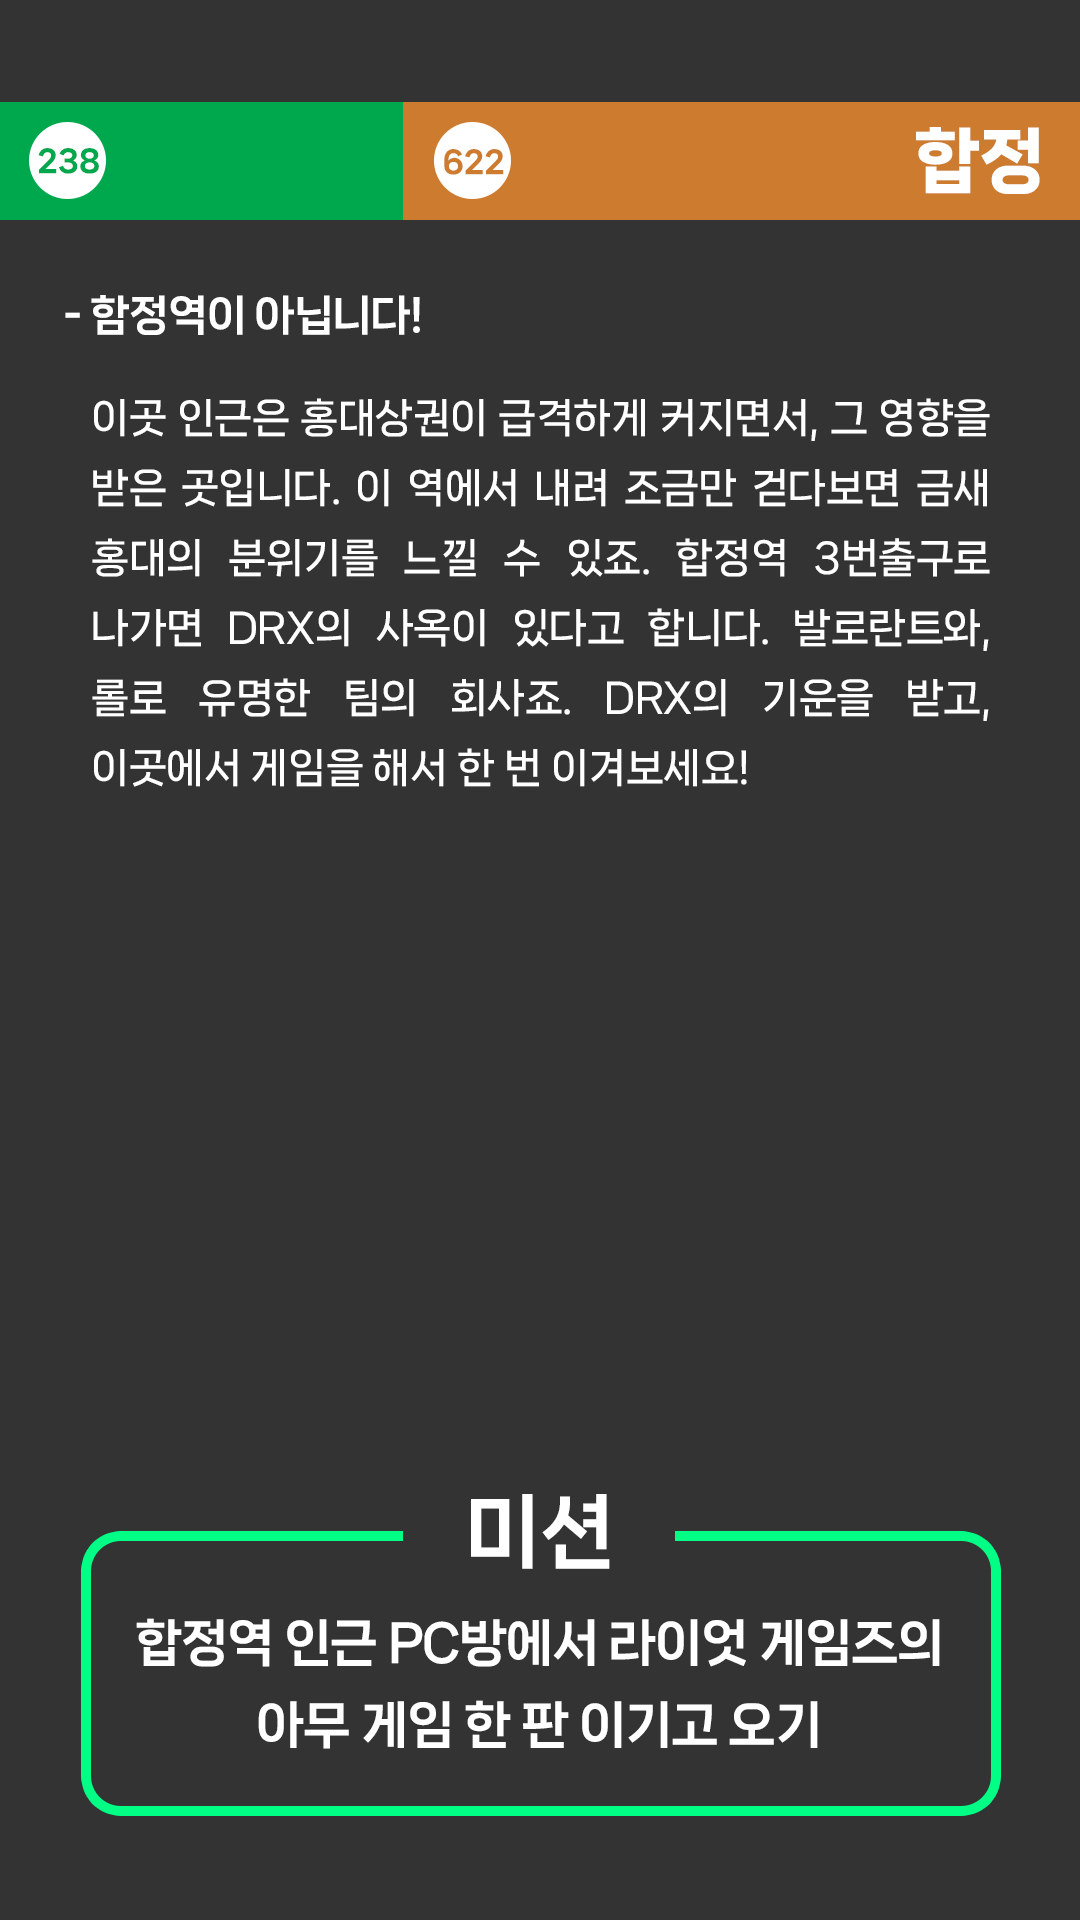 238
622
합정
- 함정역이 아닙니다!
이곳 인근은 홍대상권이 급격하게 커지면서, 그 영향을
받은 곳입니다. 이 역에서 내려 조금만 걷다보면 금새
홍대의 분위기를 느낄 수 있죠. 합정역 3번출구로
나가면 DRX의 사옥이 있다고 합니다. 발로란트와,
롤로 유명한 팀의 회사죠. DRX의 기운을 받고,
이곳에서 게임을 해서 한 번 이겨보세요!
미션
합정역 인근 PC방에서 라이엇 게임즈의
아무 게임 한 판 이기고 오기